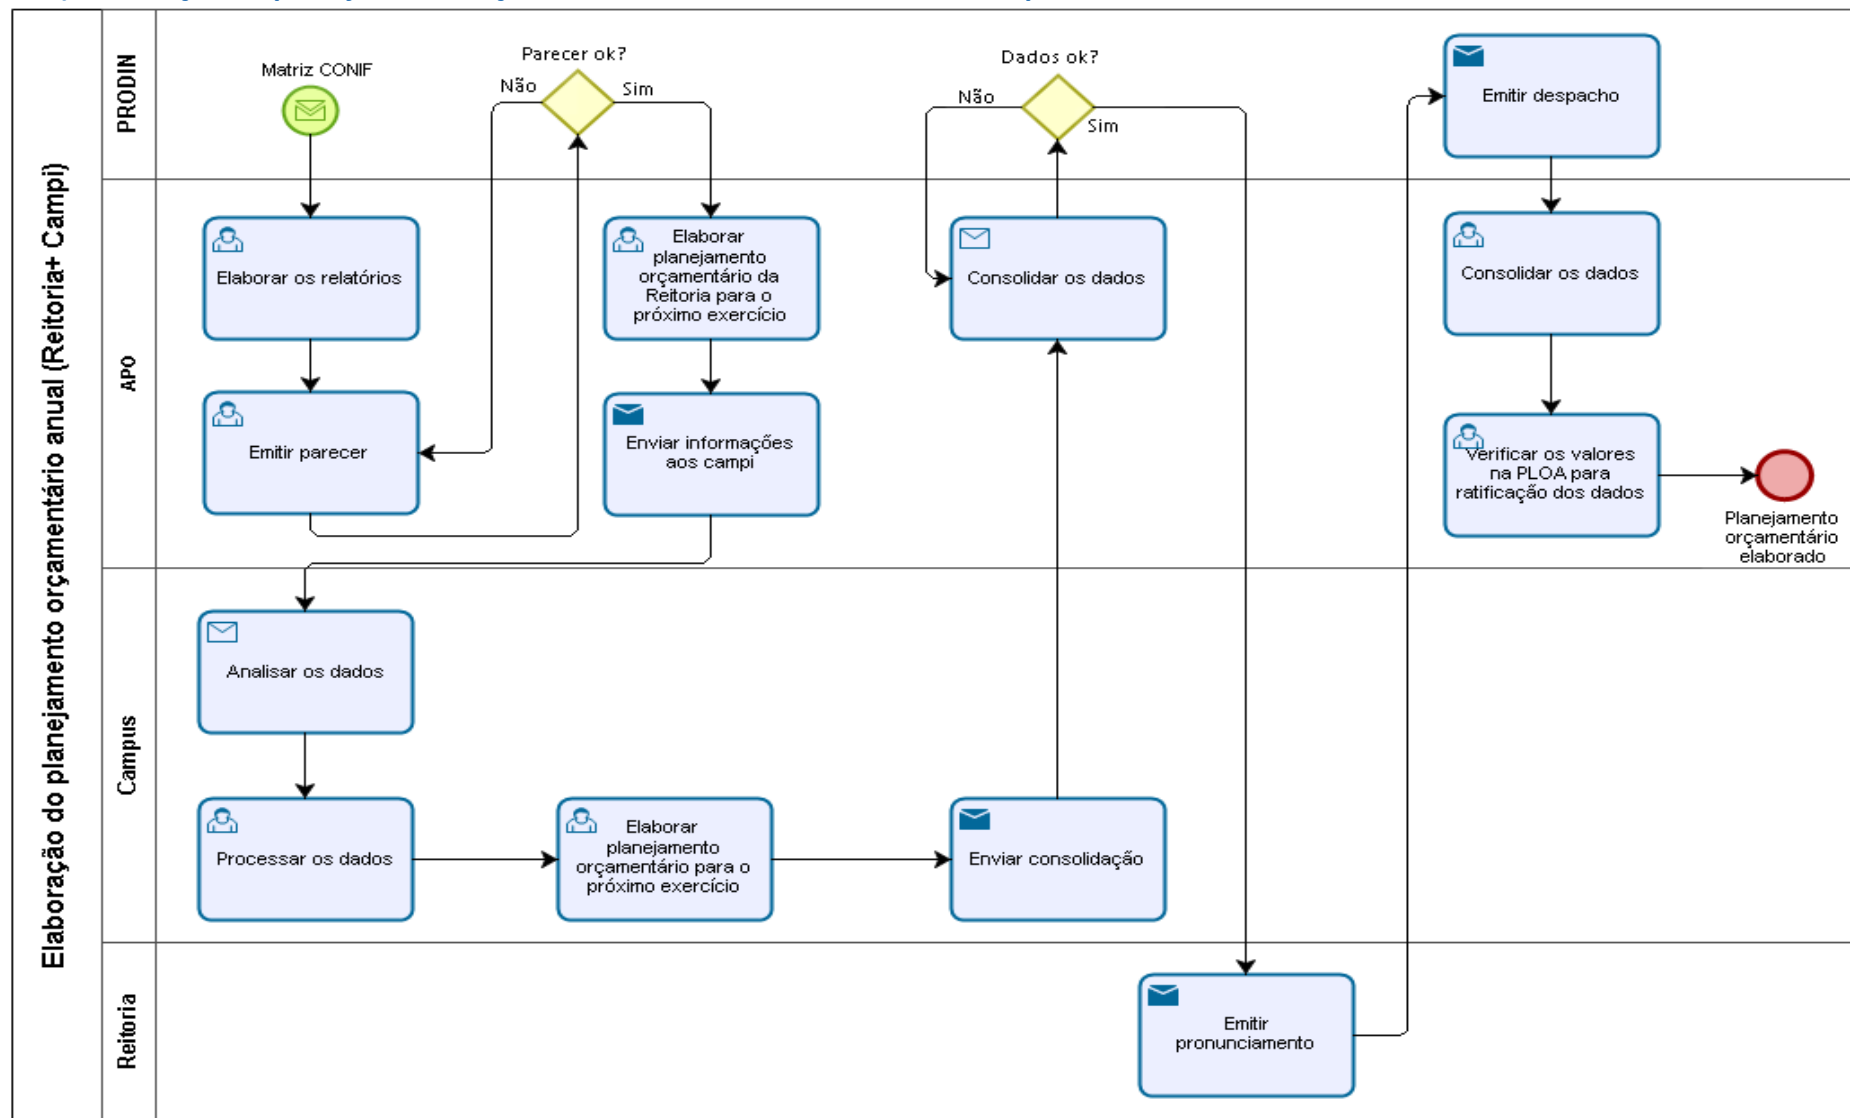 Elaboração do planejamento orçamentário anual (Reitoria+ Campi)
PRODIN
Matriz CONIF
Parecer ok?
Não
Sim
Dados ok?
Não
Sim
Emitir despacho
APO
Elaborar os relatórios
Emitir parecer
Elaborar
planejamento
orçamentário da
Reitoria para o
próximo exercício
Enviar informações
aos campi
Consolidar os dados
Consolidar os dados
Verificar os valores
na PLOA para
ratificação dos dados
Planejamento
orçamentário
elaborado
Campus
Analisar os dados
Processar os dados
Elaborar
planejamento
orçamentário para o
próximo exercício
Enviar consolidação
Reitoria
Emitir
pronunciamento